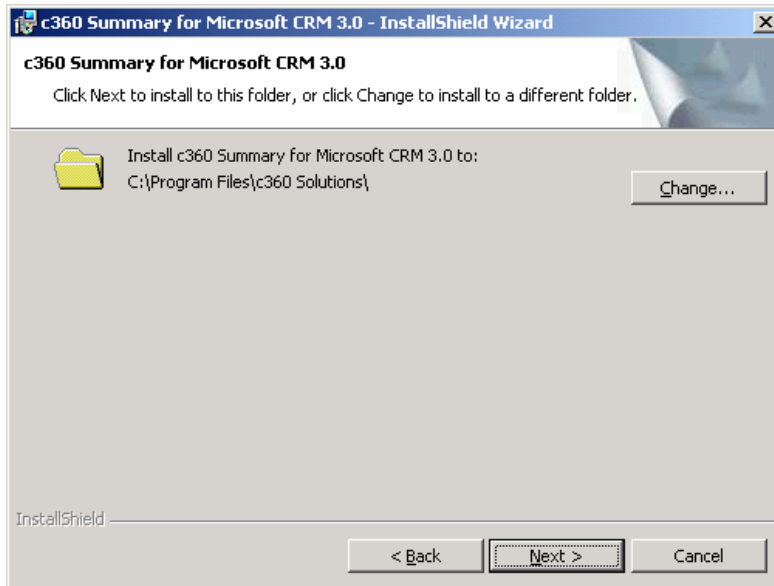 c360 Summary for Microsoft CRM 3.0 - InstallShield Wizard
c360 Summary for Microsoft CRM 3.0
Click Next to install to this folder, or click Change to install to a different folder.
Install c360 Summary for Microsoft CRM 3.0 to:
C:\Program Files\c360 Solutions\
Change...
InstallShield
< Back
Next >
Cancel